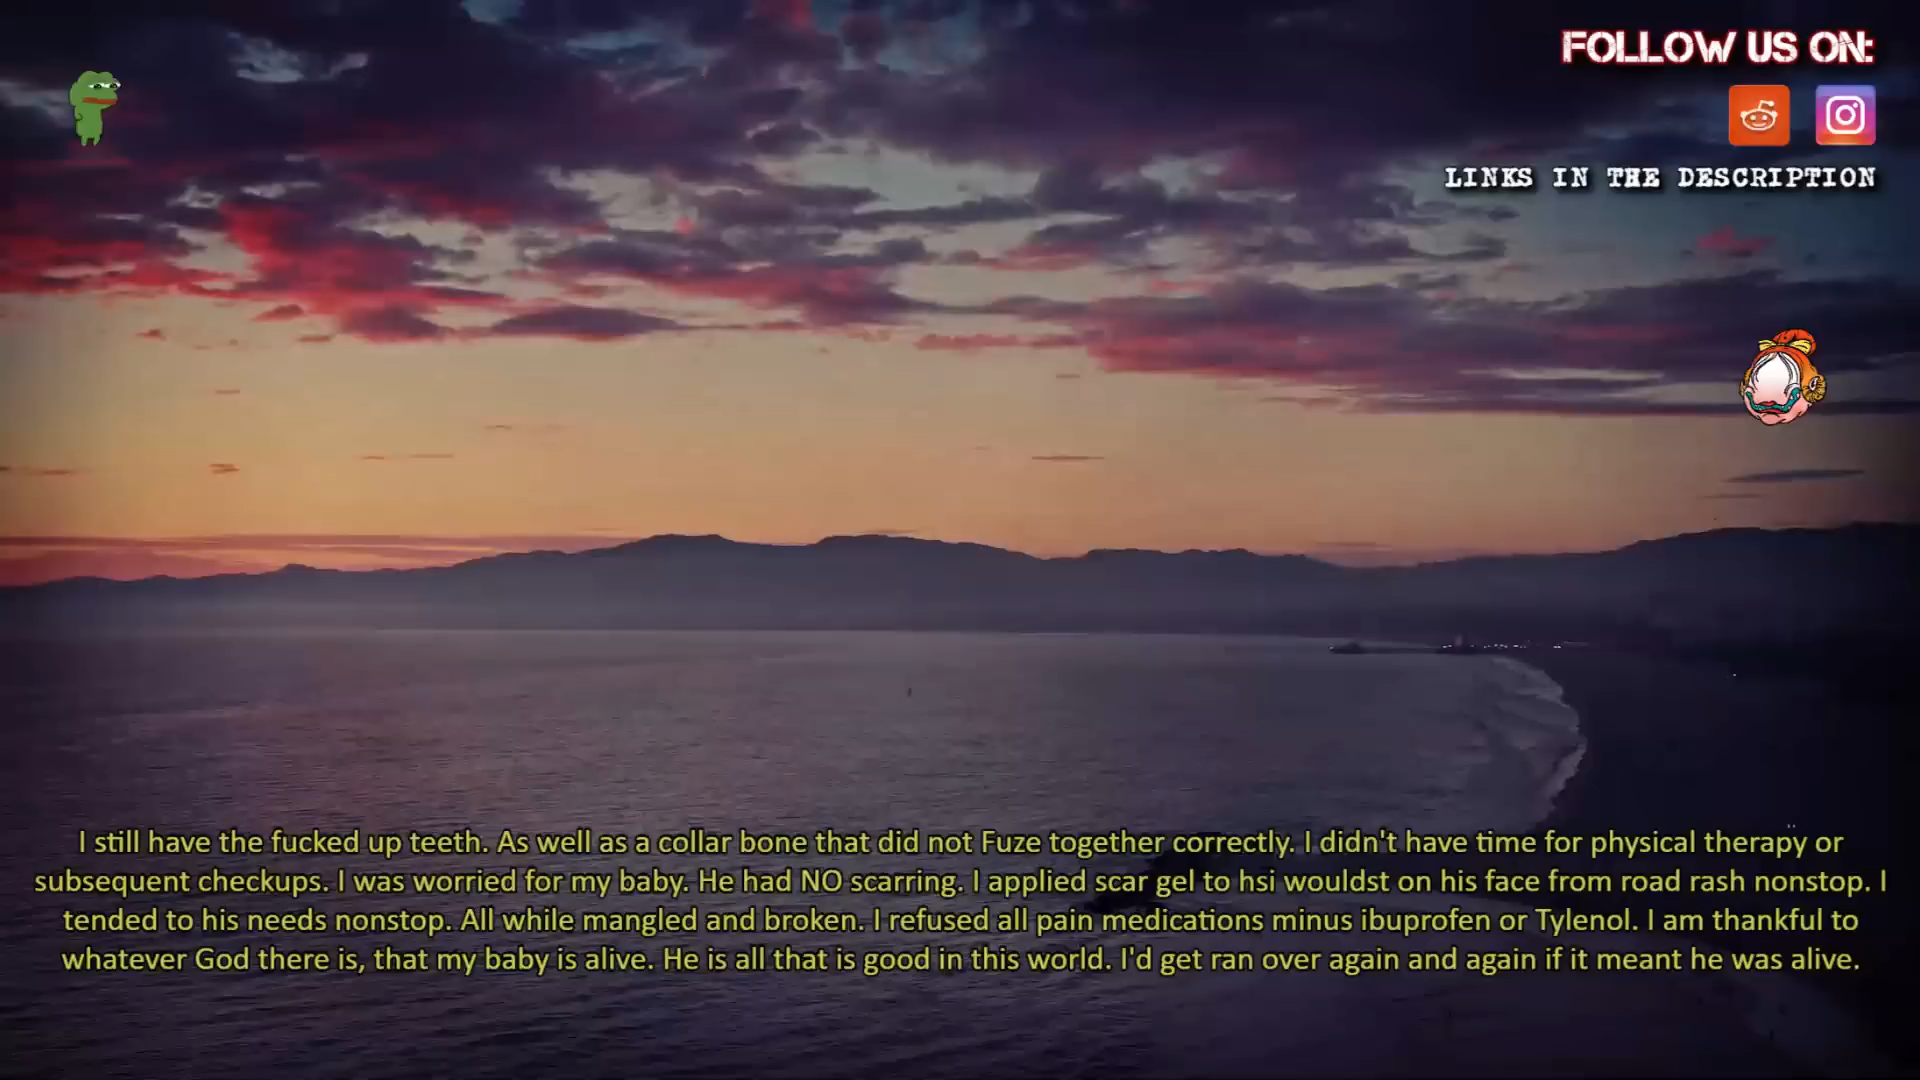 FOLLOW US ON:
LINKS IN THE DESCRIPTION
I still have the fucked up teeth. As well as a collar bone that did not Fuze together correctly. I didn't have time for physical therapy or
subsequent checkups. I was worried for my baby. He had NO scarring. I applied scar gel to hsi wouldst on his face from road rash nonstop. I
tended to his needs nonstop. All while mangled and broken. I refused all pain medications minus ibuprofen or Tylenol. I am thankful to
whatever God there is, that my baby is alive. He is all that is good in this world. I'd get ran over again and again if it meant he was alive.